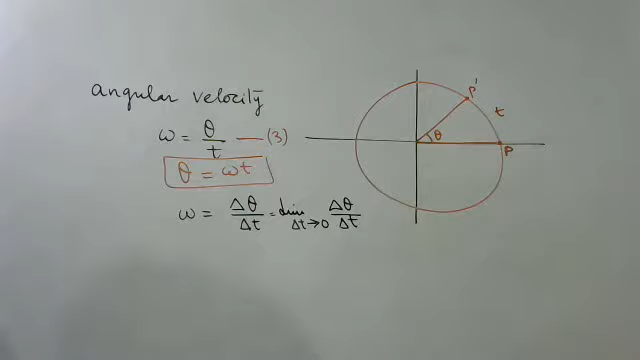 angular velocity
ω = θ/t — (3)
θ = ωt
ω = Δθ/Δt = lim Δt→0 Δθ/Δt
P'
t
θ
P